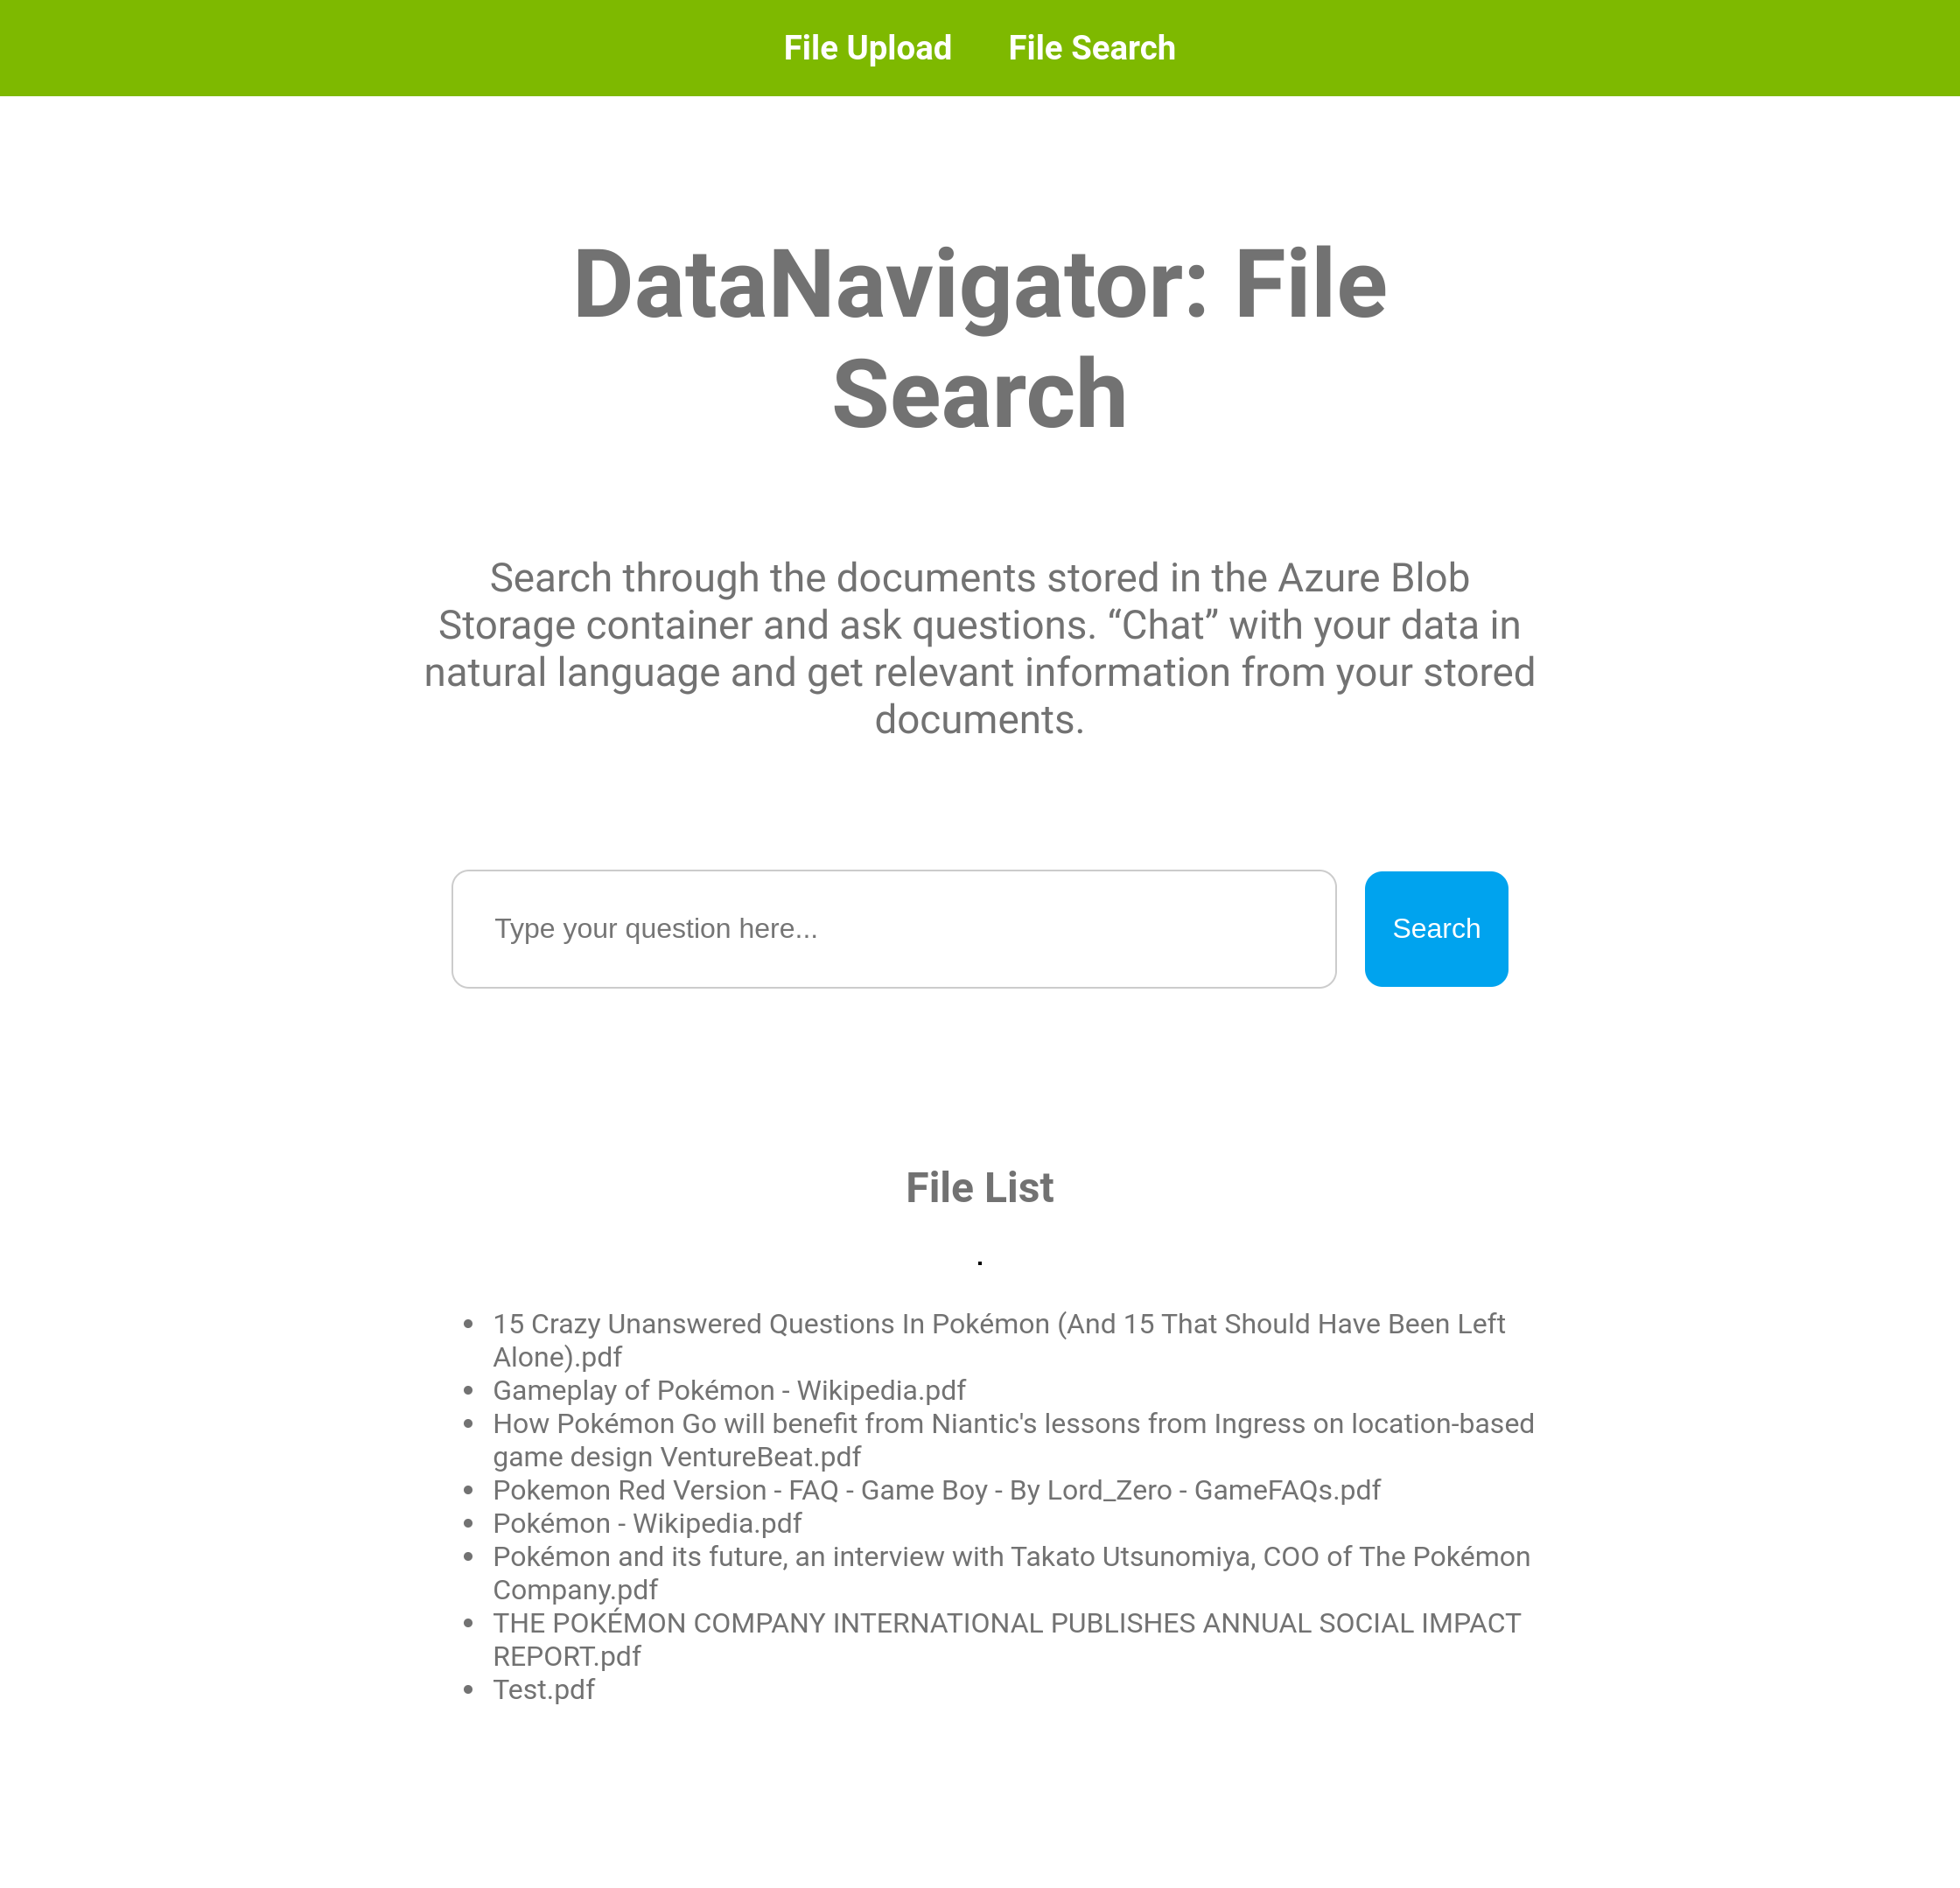 File Upload File Search
DataNavigator: File
Search
Search through the documents stored in the Azure Blob
Storage container and ask questions. “Chat” with your data in
natural language and get relevant information from your stored
documents.
Type your question here...
Search
File List
.
• 15 Crazy Unanswered Questions In Pokémon (And 15 That Should Have Been Left
Alone).pdf
• Gameplay of Pokémon - Wikipedia.pdf
• How Pokémon Go will benefit from Niantic's lessons from Ingress on location-based
game design VentureBeat.pdf
• Pokemon Red Version - FAQ - Game Boy - By Lord_Zero - GameFAQs.pdf
• Pokémon - Wikipedia.pdf
• Pokémon and its future, an interview with Takato Utsunomiya, COO of The Pokémon
Company.pdf
• THE POKÉMON COMPANY INTERNATIONAL PUBLISHES ANNUAL SOCIAL IMPACT
REPORT.pdf
• Test.pdf